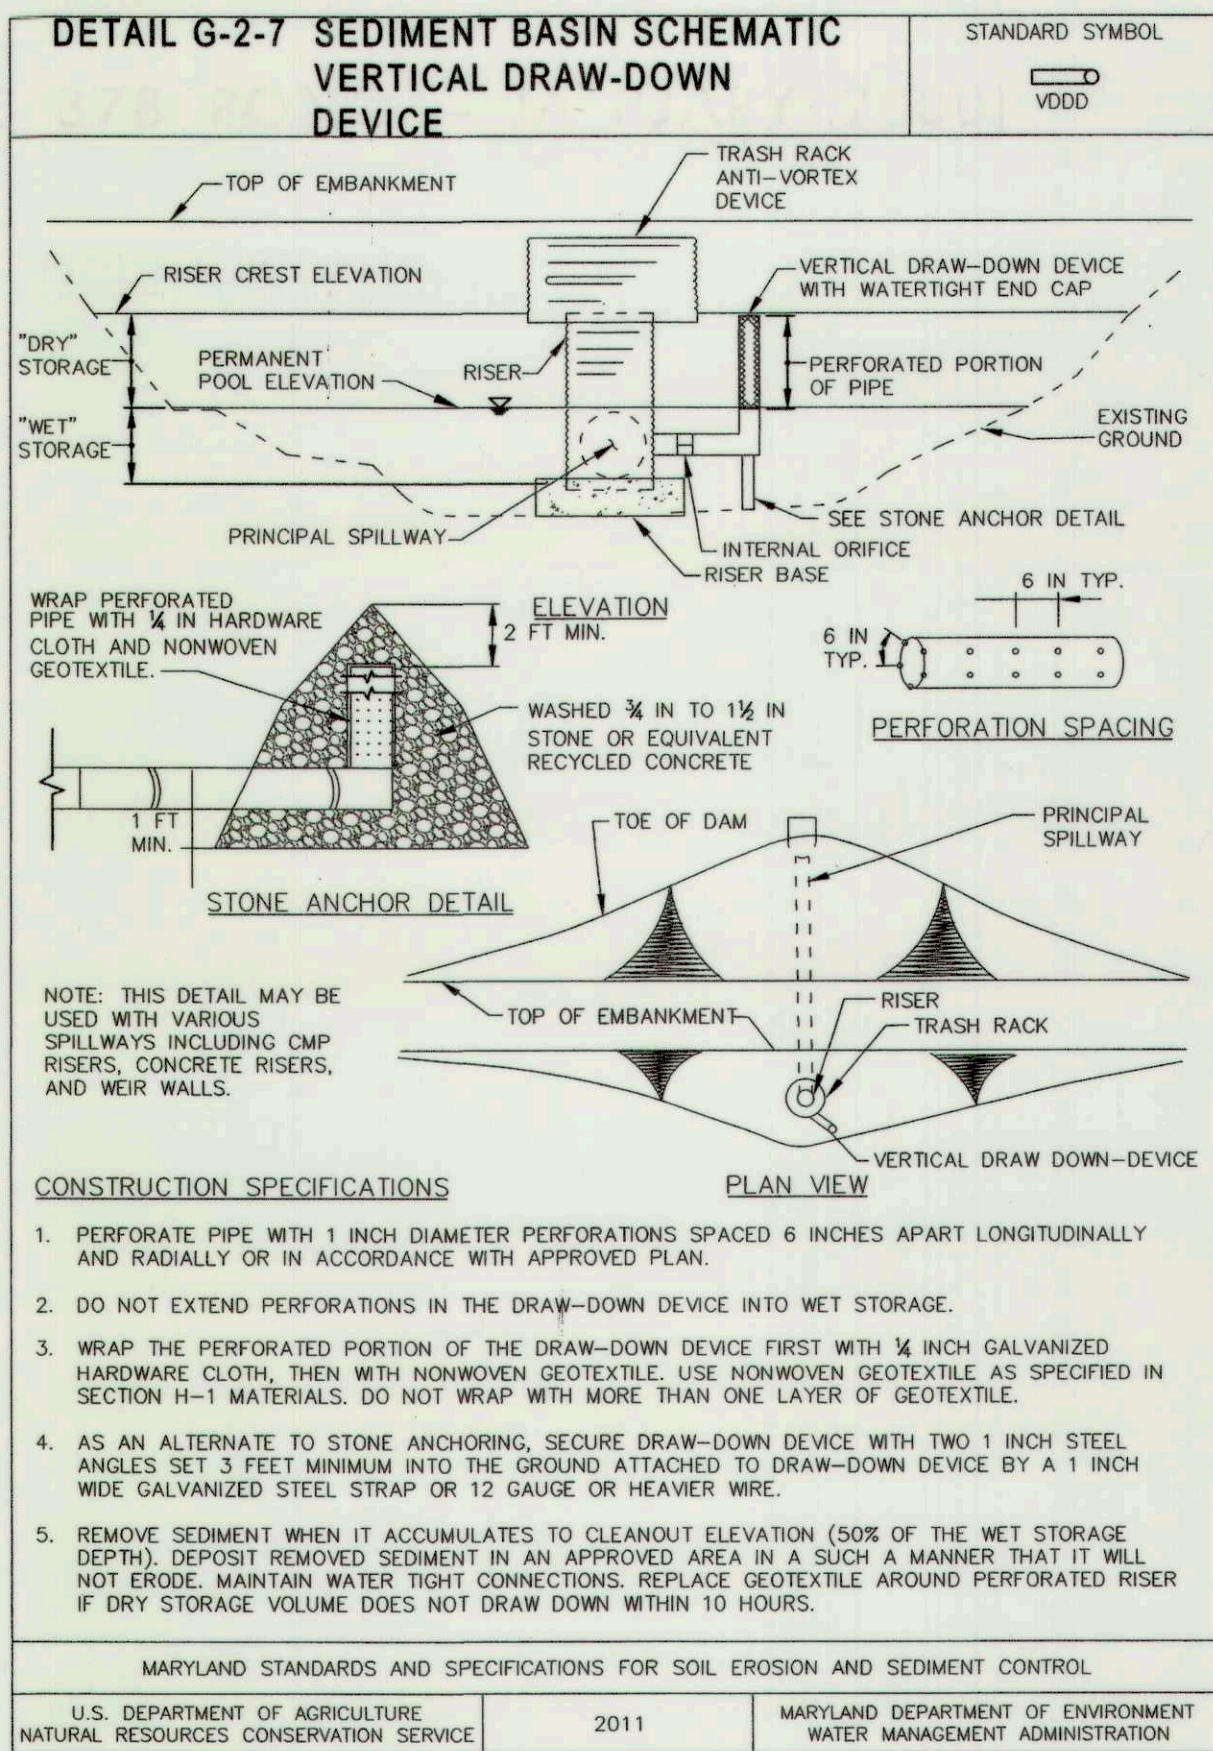 DETAIL G-2-7 SEDIMENT BASIN SCHEMATIC
VERTICAL DRAW-DOWN
DEVICE
STANDARD SYMBOL
VDDD
TRASH RACK
ANTI-VORTEX
DEVICE
TOP OF EMBANKMENT
RISER CREST ELEVATION
VERTICAL DRAW-DOWN DEVICE
WITH WATERTIGHT END CAP
"DRY"
STORAGE
PERMANENT
POOL ELEVATION
RISER
PERFORATED PORTION
OF PIPE
"WET"
STORAGE
EXISTING
GROUND
PRINCIPAL SPILLWAY
SEE STONE ANCHOR DETAIL
INTERNAL ORIFICE
RISER BASE
ELEVATION
WRAP PERFORATED
PIPE WITH ¼ IN HARDWARE
CLOTH AND NONWOVEN
GEOTEXTILE.
2 FT MIN.
WASHED ¾ IN TO 1½ IN
STONE OR EQUIVALENT
RECYCLED CONCRETE
1 FT
MIN.
STONE ANCHOR DETAIL
6 IN TYP.
6 IN
TYP.
PERFORATION SPACING
TOE OF DAM
PRINCIPAL
SPILLWAY
TOP OF EMBANKMENT
RISER
TRASH RACK
VERTICAL DRAW DOWN-DEVICE
PLAN VIEW
NOTE: THIS DETAIL MAY BE
USED WITH VARIOUS
SPILLWAYS INCLUDING CMP
RISERS, CONCRETE RISERS,
AND WEIR WALLS.
CONSTRUCTION SPECIFICATIONS
1. PERFORATE PIPE WITH 1 INCH DIAMETER PERFORATIONS SPACED 6 INCHES APART LONGITUDINALLY
AND RADIALLY OR IN ACCORDANCE WITH APPROVED PLAN.
2. DO NOT EXTEND PERFORATIONS IN THE DRAW-DOWN DEVICE INTO WET STORAGE.
3. WRAP THE PERFORATED PORTION OF THE DRAW-DOWN DEVICE FIRST WITH ¼ INCH GALVANIZED
HARDWARE CLOTH, THEN WITH NONWOVEN GEOTEXTILE. USE NONWOVEN GEOTEXTILE AS SPECIFIED IN
SECTION H-1 MATERIALS. DO NOT WRAP WITH MORE THAN ONE LAYER OF GEOTEXTILE.
4. AS AN ALTERNATE TO STONE ANCHORING, SECURE DRAW-DOWN DEVICE WITH TWO 1 INCH STEEL
ANGLES SET 3 FEET MINIMUM INTO THE GROUND ATTACHED TO DRAW-DOWN DEVICE BY A 1 INCH
WIDE GALVANIZED STEEL STRAP OR 12 GAUGE OR HEAVIER WIRE.
5. REMOVE SEDIMENT WHEN IT ACCUMULATES TO CLEANOUT ELEVATION (50% OF THE WET STORAGE
DEPTH). DEPOSIT REMOVED SEDIMENT IN AN APPROVED AREA IN A SUCH A MANNER THAT IT WILL
NOT ERODE. MAINTAIN WATER TIGHT CONNECTIONS. REPLACE GEOTEXTILE AROUND PERFORATED RISER
IF DRY STORAGE VOLUME DOES NOT DRAW DOWN WITHIN 10 HOURS.
MARYLAND STANDARDS AND SPECIFICATIONS FOR SOIL EROSION AND SEDIMENT CONTROL
U.S. DEPARTMENT OF AGRICULTURE
NATURAL RESOURCES CONSERVATION SERVICE
2011
MARYLAND DEPARTMENT OF ENVIRONMENT
WATER MANAGEMENT ADMINISTRATION